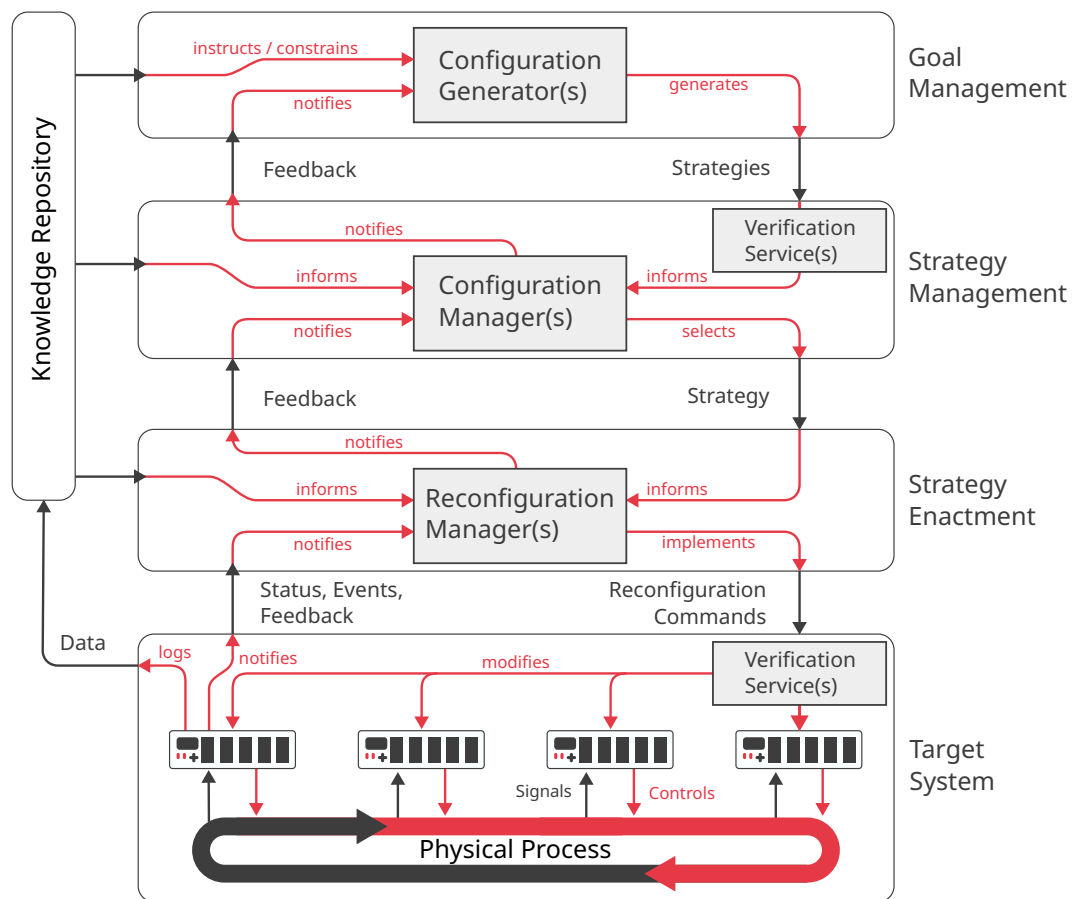 Knowledge Repository
instructs / constrains
notifies
Configuration
Generator(s)
generates
Goal
Management
Feedback
Strategies
notifies
informs
notifies
Configuration
Manager(s)
Verification
Service(s)
informs
selects
Strategy
Management
Feedback
Strategy
notifies
informs
notifies
Reconfiguration
Manager(s)
informs
implements
Strategy
Enactment
Status, Events,
Feedback
Reconfiguration
Commands
Data
logs
notifies
modifies
Verification
Service(s)
Target
System
Signals
Controls
Physical Process